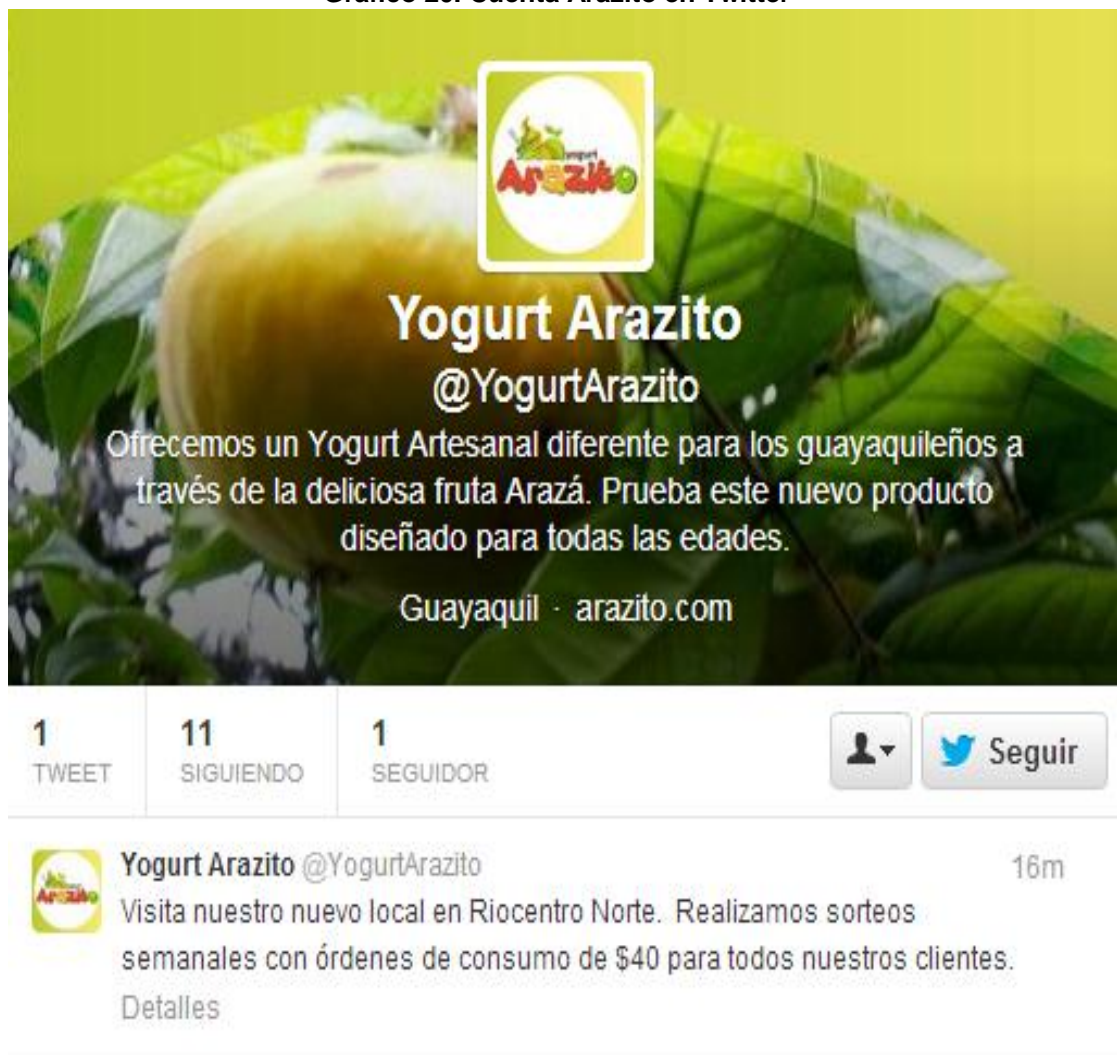 yogurt
Arazito
Yogurt Arazito
@YogurtArazito
Ofrecemos un Yogurt Artesanal diferente para los guayaquileños a
través de la deliciosa fruta Arazá. Prueba este nuevo producto
diseñado para todas las edades.
Guayaquil · arazito.com
1 11 1
TWEET SIGUIENDO SEGUIDOR
Seguir
Arazito
Yogurt Arazito @YogurtArazito 16m
Visita nuestro nuevo local en Riocentro Norte. Realizamos sorteos
semanales con órdenes de consumo de $40 para todos nuestros clientes.
Detalles